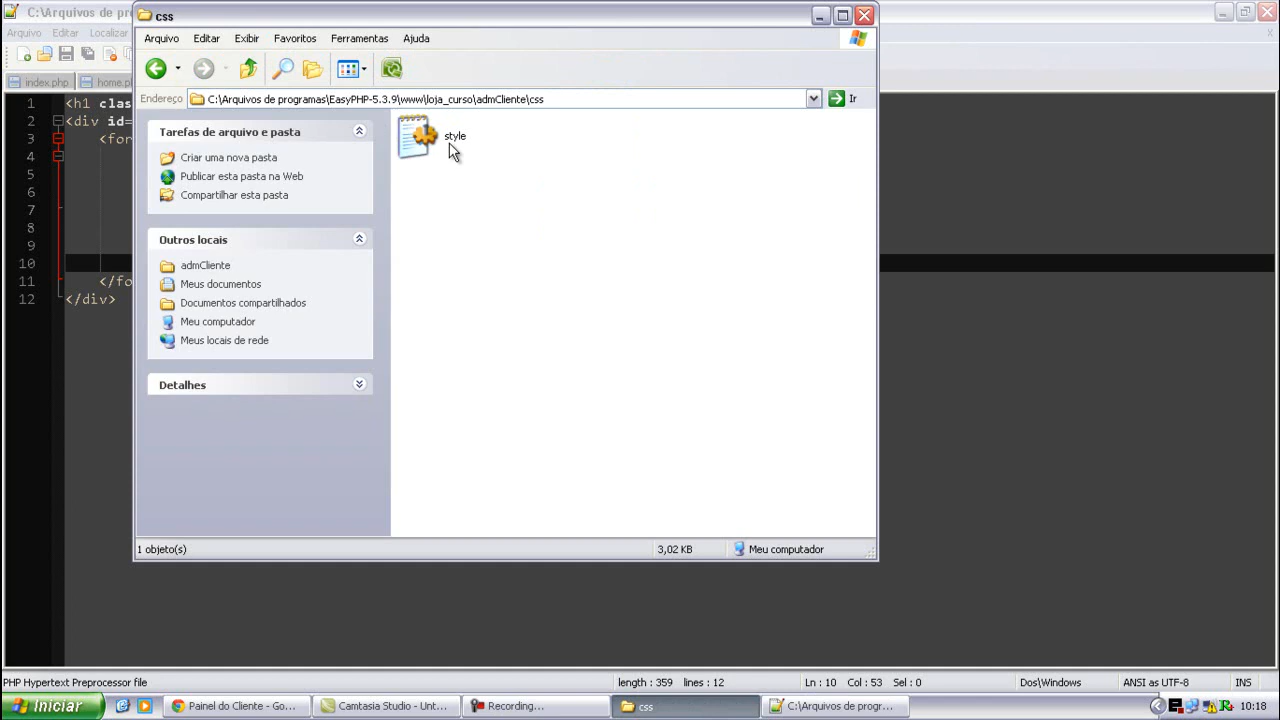 C:\Arquivos de pro
css
Arquivo Editar Localizar
Arquivo Editar Exibir Favoritos Ferramentas Ajuda
index.php home.p
Endereço C:\Arquivos de programas\EasyPHP-5.3.9\www\loja_curso\admCliente\css Ir
1 <h1 clas
2 <div id=
3 <for
4
5
6
7
8
9
10
11 </fo
12 </div>
Tarefas de arquivo e pasta
Criar uma nova pasta
Publicar esta pasta na Web
Compartilhar esta pasta
Outros locais
admCliente
Meus documentos
Documentos compartilhados
Meu computador
Meus locais de rede
Detalhes
style
1 objeto(s) 3,02 KB Meu computador
PHP Hypertext Preprocessor file length : 359 lines : 12 Ln : 10 Col : 53 Sel : 0 Dos\Windows ANSI as UTF-8 INS
Iniciar Painel do Cliente - Go... Camtasia Studio - Unt... Recording... css C:\Arquivos de progr... 10:18